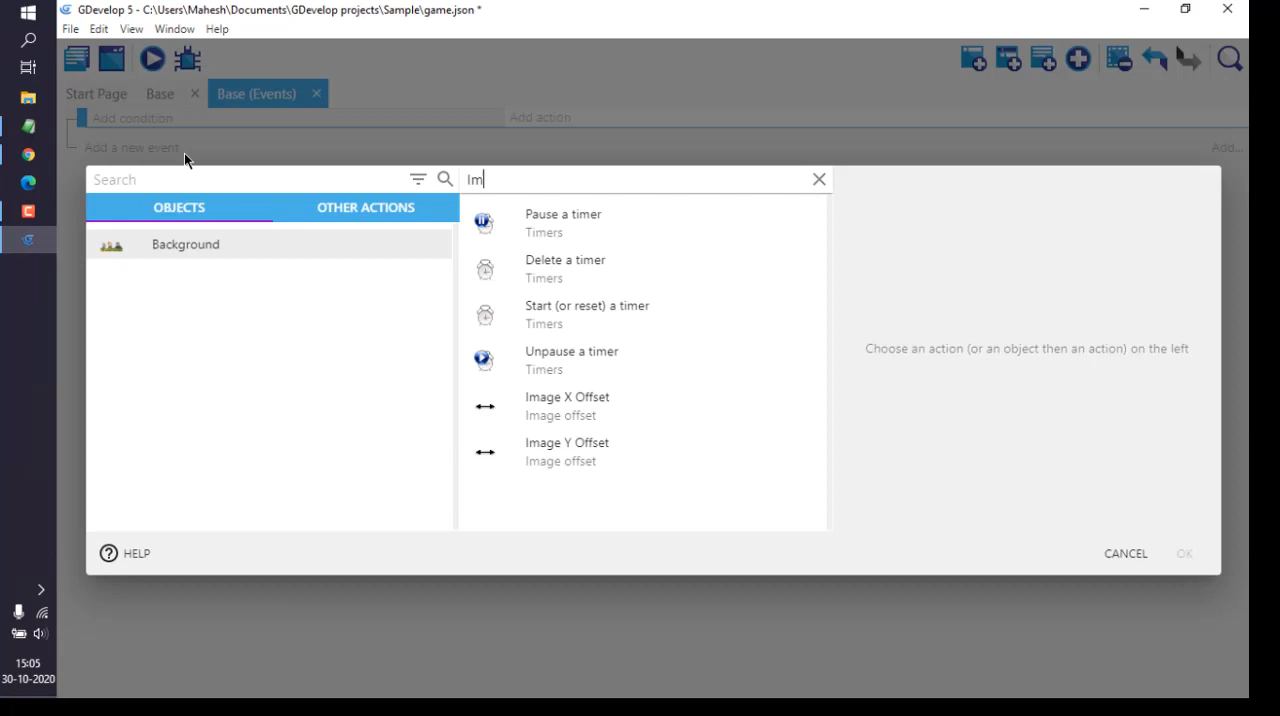 GDevelop 5 - C:\Users\Mahesh\Documents\GDevelop projects\Sample\game.json *
File Edit View Window Help
Start Page Base Base (Events)
Add condition Add action
Add a new event Add...
Search Im
OBJECTS OTHER ACTIONS
Background
Pause a timer
Timers
Delete a timer
Timers
Start (or reset) a timer
Timers
Unpause a timer
Timers
Image X Offset
Image offset
Image Y Offset
Image offset
Choose an action (or an object then an action) on the left
HELP CANCEL OK
15:05
30-10-2020